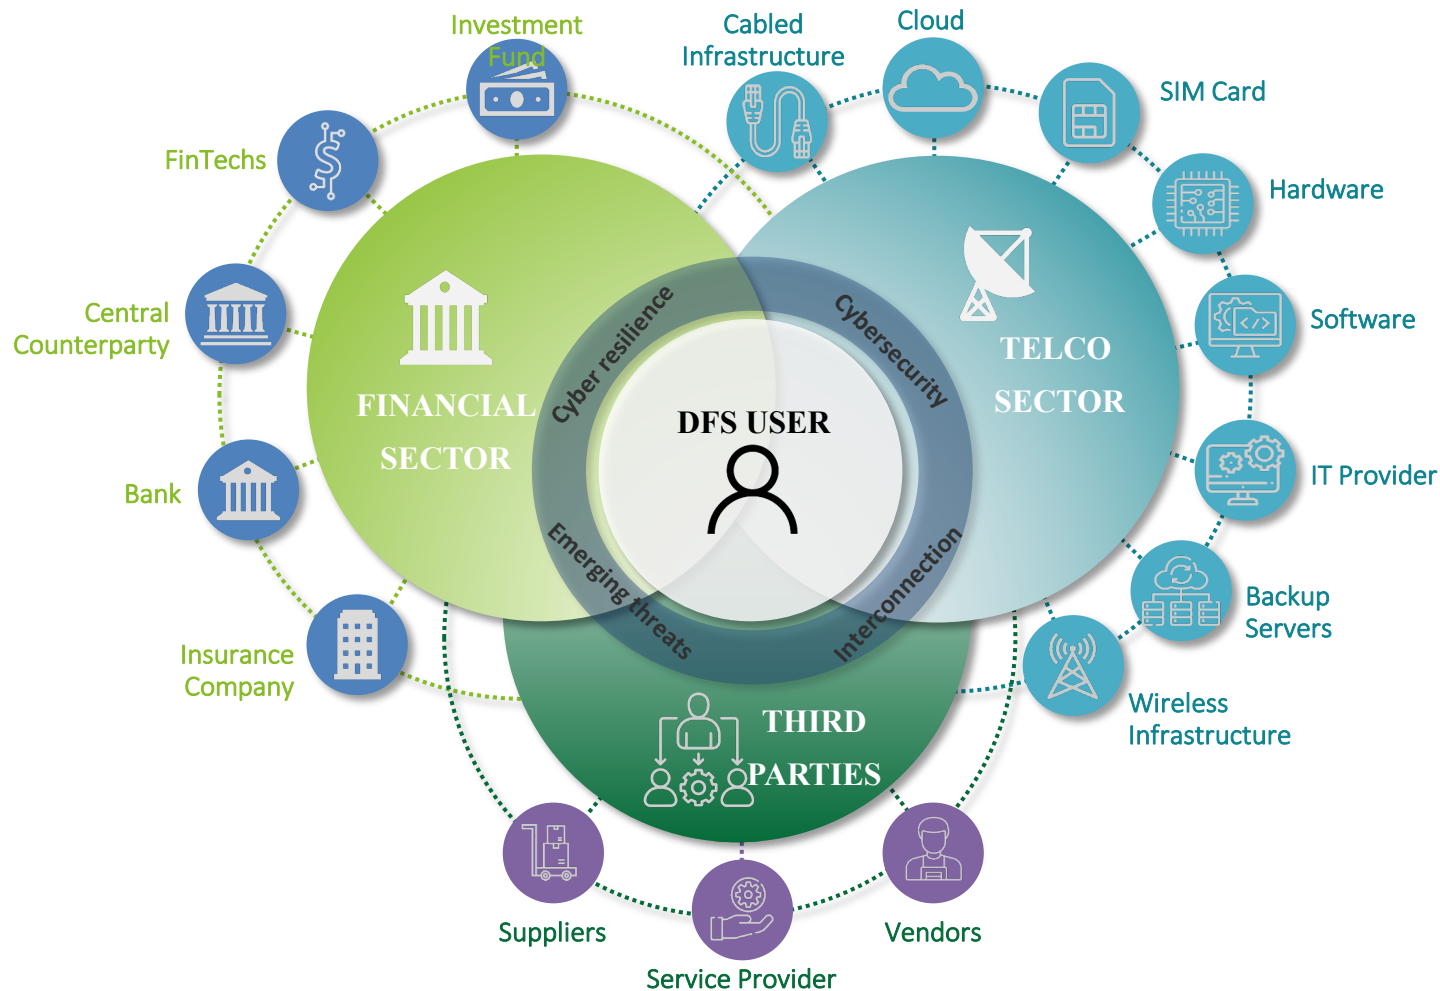 Investment
Fund
Cabled
Infrastructure
Cloud
SIM Card
FinTechs
Hardware
Central
Counterparty
Software
Bank
IT Provider
Insurance
Company
Backup
Servers
Wireless
Infrastructure
FINANCIAL
SECTOR
TELCO
SECTOR
Cyber resilience
Cybersecurity
DFS USER
Emerging threats
Interconnection
THIRD
PARTIES
Suppliers
Service Provider
Vendors